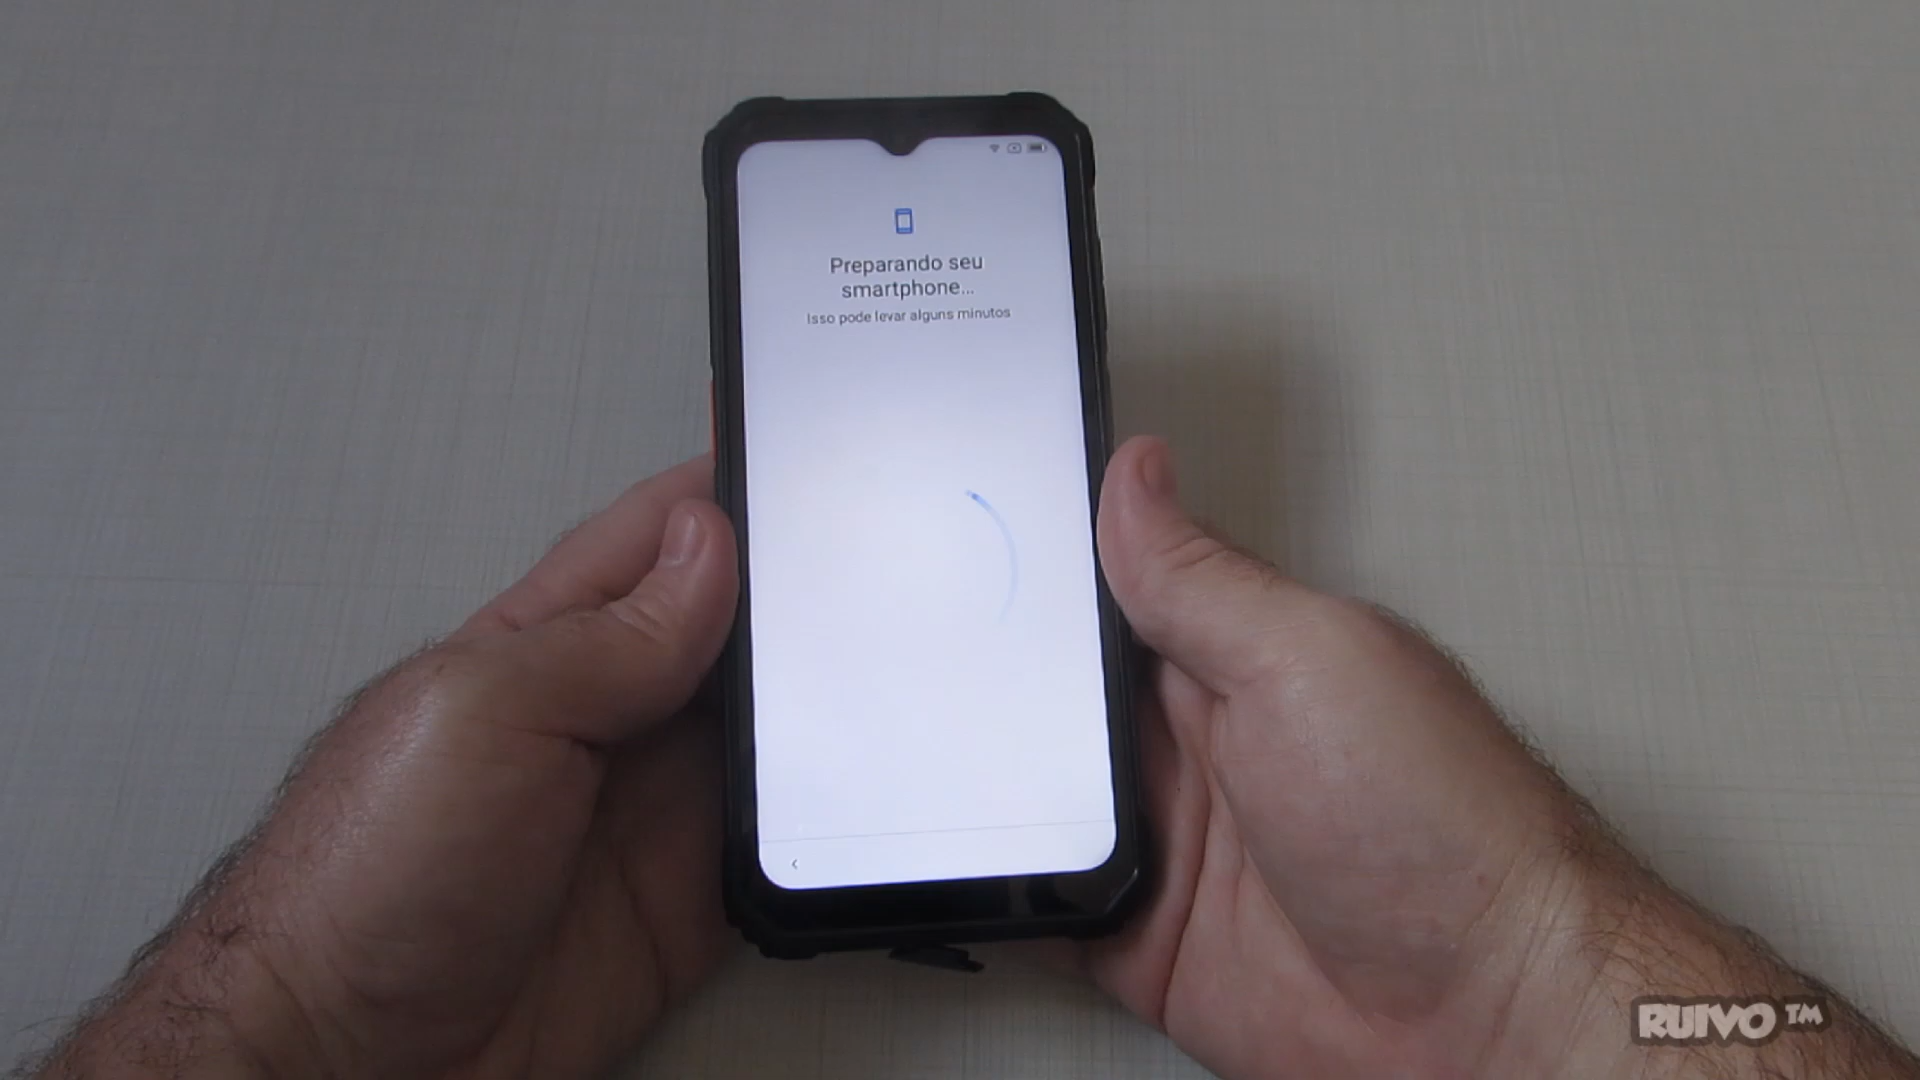 Preparando seu
smartphone...
Isso pode levar alguns minutos
RUIVO™